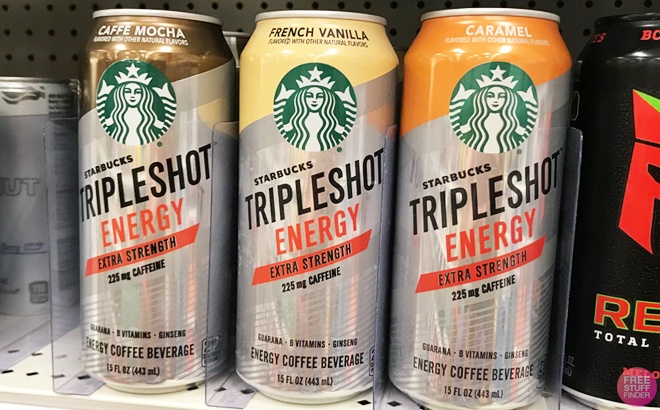 CAFFÈ MOCHA
FLAVORED WITH OTHER NATURAL FLAVORS
STARBUCKS
TRIPLESHOT
ENERGY
EXTRA STRENGTH
225 mg CAFFEINE
GUARANA · B VITAMINS · GINSENG
ENERGY COFFEE BEVERAGE
15 FL OZ (443 mL)
FRENCH VANILLA
FLAVORED WITH OTHER NATURAL FLAVORS
STARBUCKS
TRIPLESHOT
ENERGY
EXTRA STRENGTH
225 mg CAFFEINE
GUARANA · B VITAMINS · GINSENG
ENERGY COFFEE BEVERAGE
15 FL OZ (443 mL)
CARAMEL
FLAVORED WITH OTHER NATURAL FLAVORS
STARBUCKS
TRIPLESHOT
ENERGY
EXTRA STRENGTH
225 mg CAFFEINE
GUARANA · B VITAMINS · GINSENG
ENERGY COFFEE BEVERAGE
15 FL OZ (443 mL)
RE
TOTAL
FREE
STUFF
FINDER